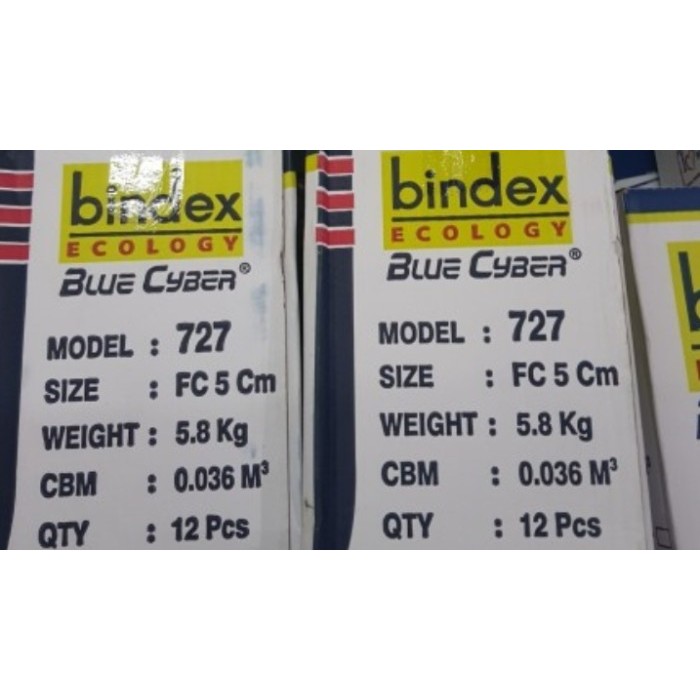 bindex
ECOLOGY
BLUE CYBER®
MODEL : 727
SIZE : FC 5 Cm
WEIGHT : 5.8 Kg
CBM : 0.036 M³
QTY : 12 Pcs
bindex
ECOLOGY
BLUE CYBER®
MODEL : 727
SIZE : FC 5 Cm
WEIGHT : 5.8 Kg
CBM : 0.036 M³
QTY : 12 Pcs